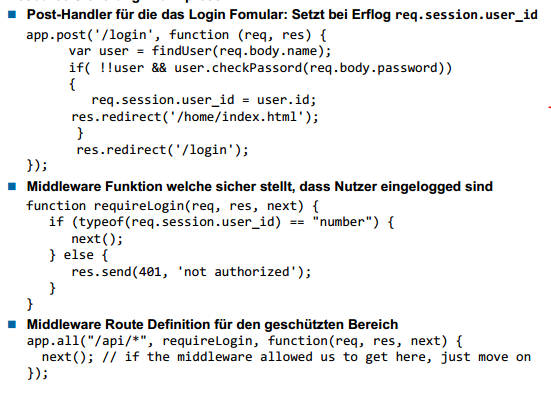 Post-Handler für die das Login Fomular: Setzt bei Erflog req.session.user_id
app.post('/login', function (req, res) {
var user = findUser(req.body.name);
if( !!user && user.checkPassord(req.body.password))
{
req.session.user_id = user.id;
res.redirect('/home/index.html');
}
res.redirect('/login');
});
Middleware Funktion welche sicher stellt, dass Nutzer eingelogged sind
function requireLogin(req, res, next) {
if (typeof(req.session.user_id) == "number") {
next();
} else {
res.send(401, 'not authorized');
}
}
Middleware Route Definition für den geschützten Bereich
app.all("/api/*", requireLogin, function(req, res, next) {
next(); // if the middleware allowed us to get here, just move on
});